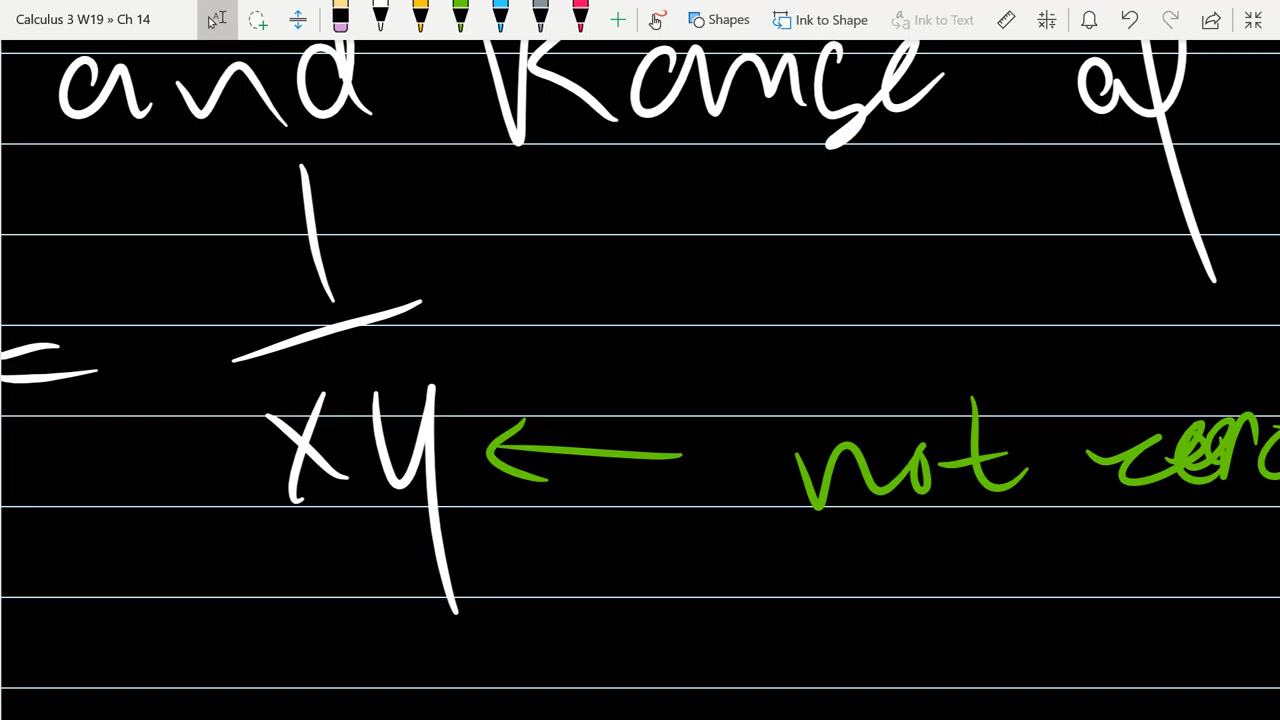 Calculus 3 W19 » Ch 14 Shapes Ink to Shape Ink to Text
and Range of
= 1
xy ← not zero